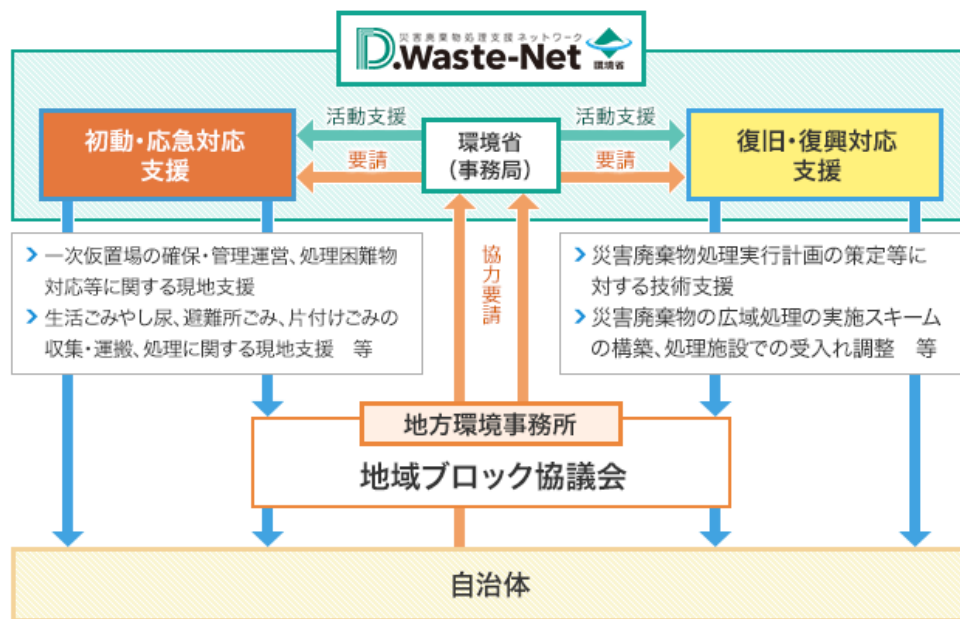 災害廃棄物処理支援ネットワーク
D.Waste-Net
環境省
活動支援
活動支援
初動・応急対応
支援
環境省
（事務局）
復旧・復興対応
支援
要請
要請
一次仮置場の確保・管理運営、処理困難物
対応等に関する現地支援
生活ごみやし尿、避難所ごみ、片付けごみの
収集・運搬、処理に関する現地支援　等
協力要請
災害廃棄物処理実行計画の策定等に
対する技術支援
災害廃棄物の広域処理の実施スキーム
の構築、処理施設での受入れ調整　等
地方環境事務所
地域ブロック協議会
自治体